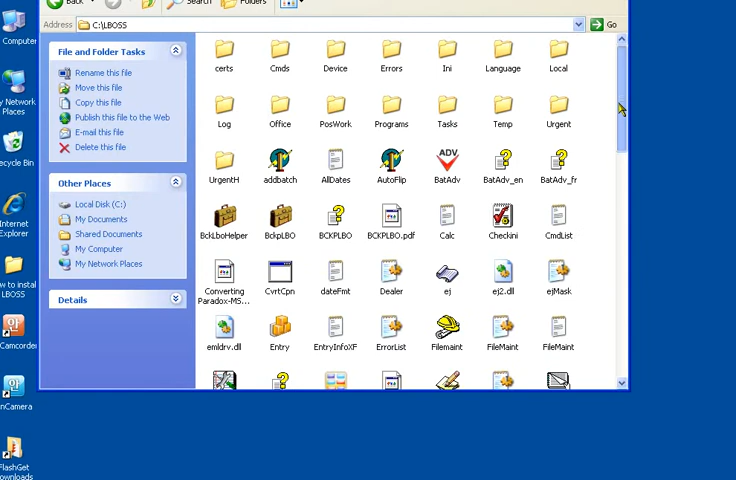 Back Search Folders
Address C:\LBOSS Go
File and Folder Tasks
Rename this file
Move this file
Copy this file
Publish this file to the Web
E-mail this file
Delete this file
Other Places
Local Disk (C:)
My Documents
Shared Documents
My Computer
My Network Places
Details
certs Cmds Device Errors Ini Language Local
Log Office PosWork Programs Tasks Temp Urgent
UrgentH addbatch AllDates AutoFlip BatAdv BatAdv_en BatAdv_fr
ADV
BckLboHelper BckpLBO BCKPLBO BCKPLBO.pdf Calc Checkini CmdList
Converting
Paradox-MS... CvrtCpn dateFmt Dealer ej ej2.dll ejMask
emldrv.dll Entry EntryInfoXF ErrorList Filemaint FileMaint FileMaint
Computer
y Network
Places
ecycle Bin
Internet
Explorer
w to instal
LBOSS
Camcorder
nCamera
FlashGet
ownloads